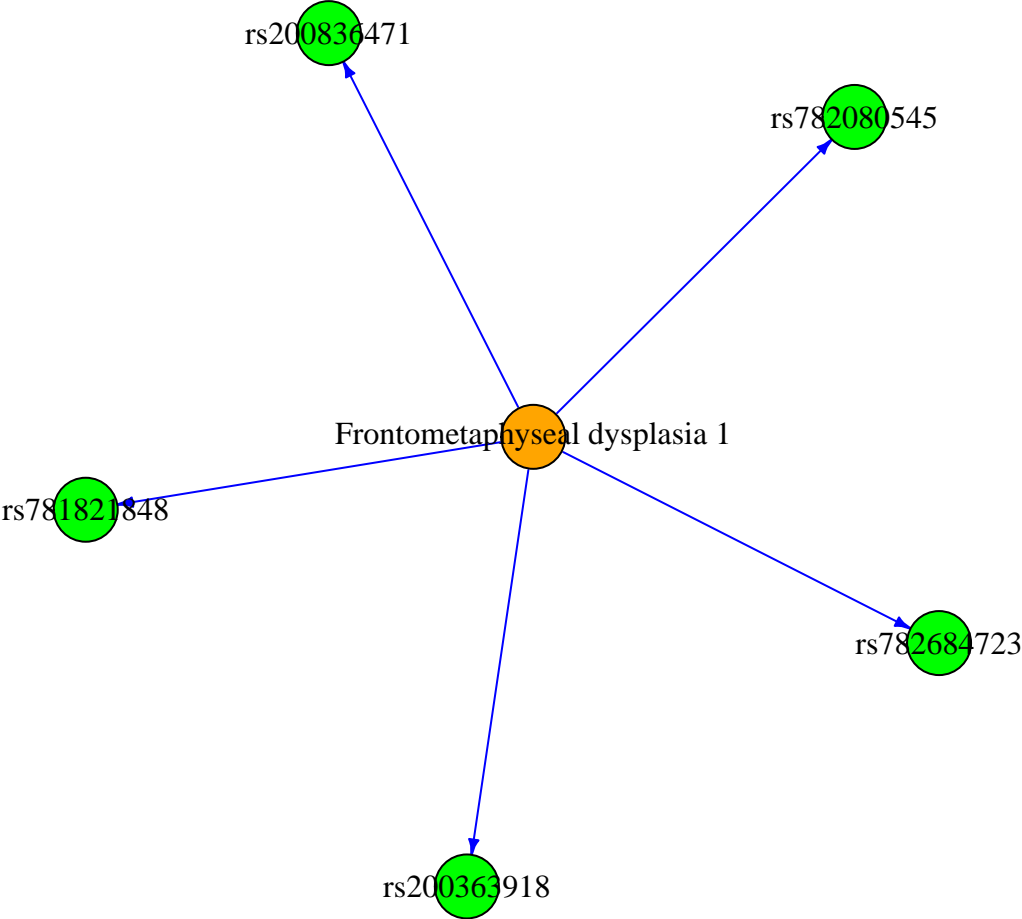 rs200836471
rs782080545
Frontometaphyseal dysplasia 1
rs781821848
rs782684723
rs200363918